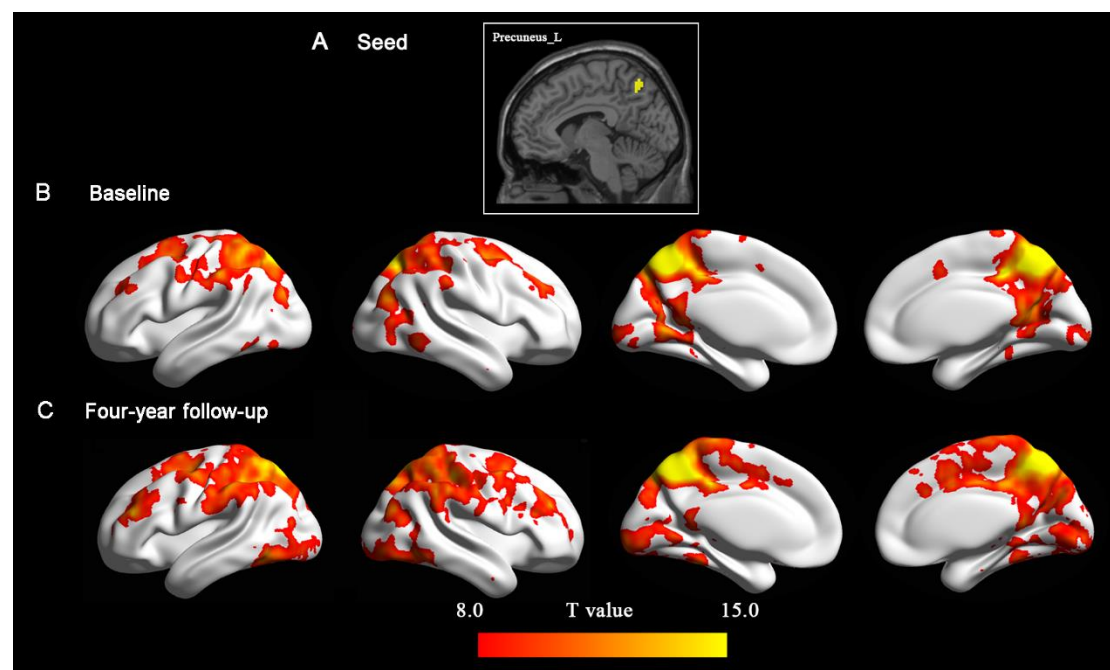 A Seed
Precuneus_L
B Baseline
C Four-year follow-up
8.0 T value 15.0